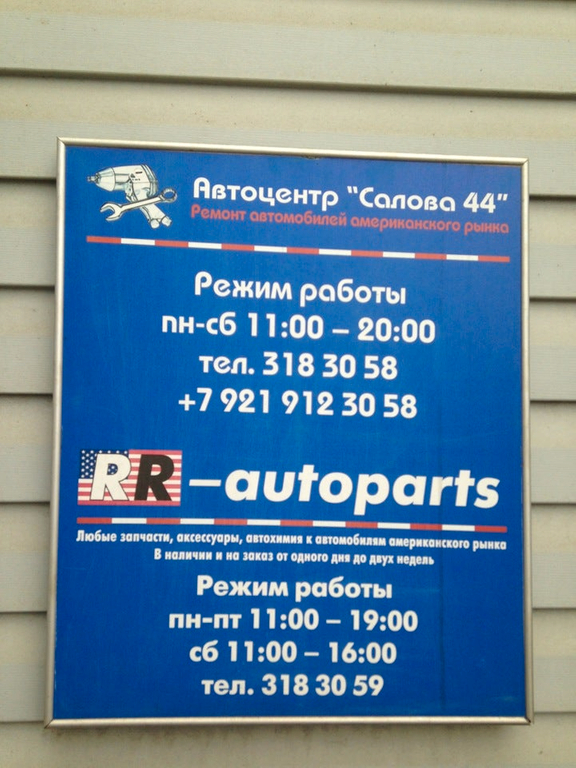 Автоцентр "Салова 44"
Ремонт автомобилей американского рынка
Режим работы
пн-сб 11:00 – 20:00
тел. 318 30 58
+7 921 912 30 58
RR –autoparts
Любые запчасти, аксессуары, автохимия к автомобилям американского рынка
В наличии и на заказ от одного дня до двух недель
Режим работы
пн-пт 11:00 – 19:00
сб 11:00 – 16:00
тел. 318 30 59